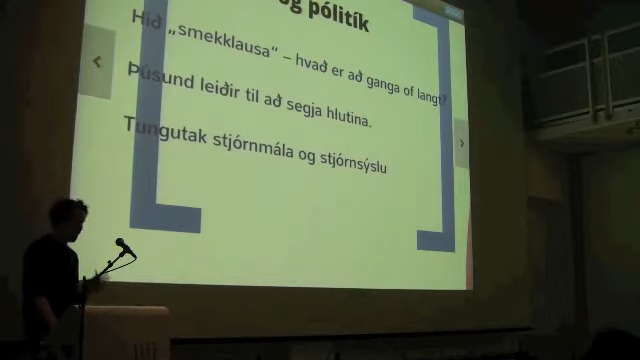 og pólitík
Hið „smekklausa“ – hvað er að ganga of langt?
Þúsund leiðir til að segja hlutina.
Tungutak stjórnmála og stjórnsýslu